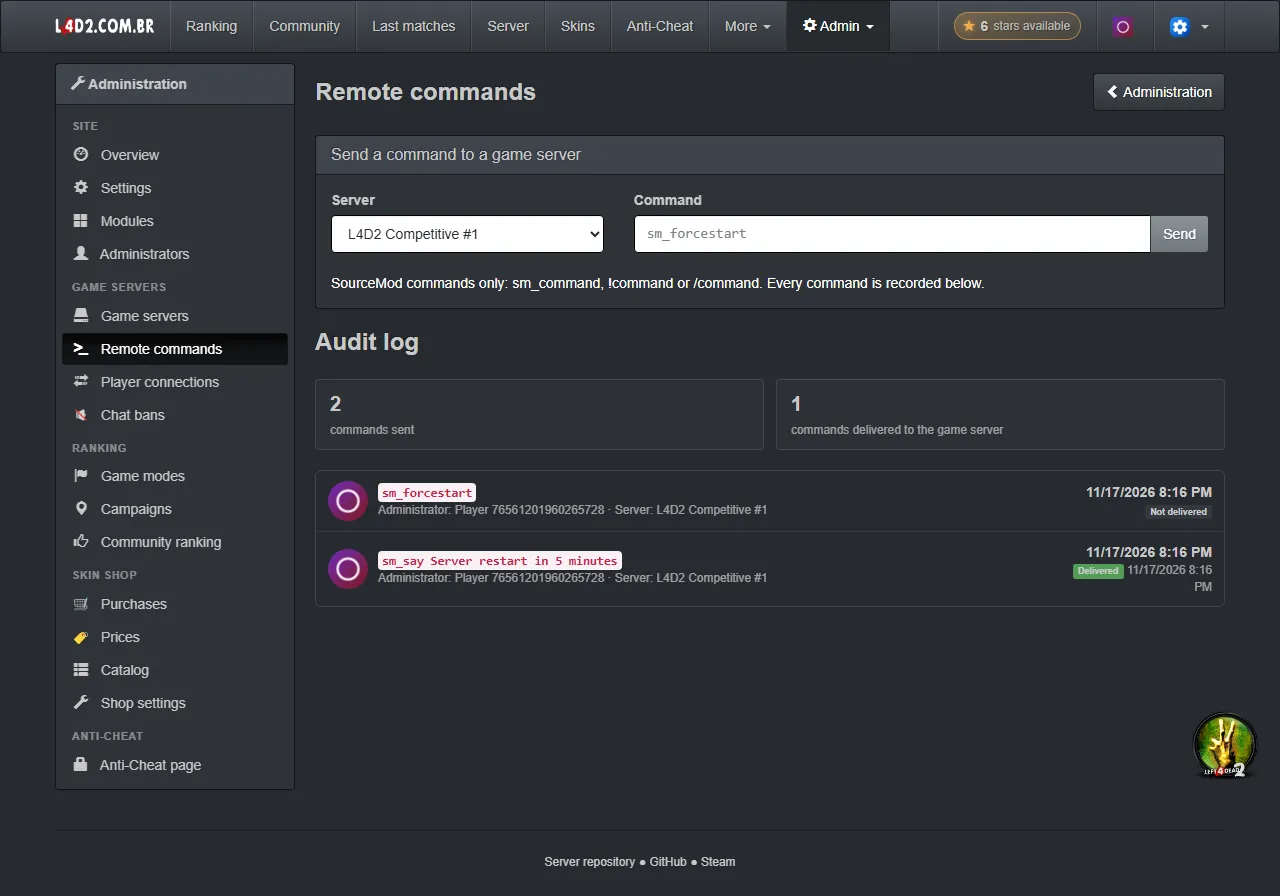 L4D2.COM.BR
Ranking
Community
Last matches
Server
Skins
Anti-Cheat
More
Admin
6 stars available
Administration
SITE
Overview
Settings
Modules
Administrators
GAME SERVERS
Game servers
Remote commands
Player connections
Chat bans
RANKING
Game modes
Campaigns
Community ranking
SKIN SHOP
Purchases
Prices
Catalog
Shop settings
ANTI-CHEAT
Anti-Cheat page
Remote commands
Administration
Send a command to a game server
Server
Command
L4D2 Competitive #1
sm_forcestart
Send
SourceMod commands only: sm_command, !command or /command. Every command is recorded below.
Audit log
2
commands sent
1
commands delivered to the game server
sm_forcestart
Administrator: Player 76561201960265728 · Server: L4D2 Competitive #1
11/17/2026 8:16 PM
Not delivered
sm_say Server restart in 5 minutes
Administrator: Player 76561201960265728 · Server: L4D2 Competitive #1
11/17/2026 8:16 PM
Delivered 11/17/2026 8:16
PM
LEFT 4 DEAD 2
Server repository ● GitHub ● Steam